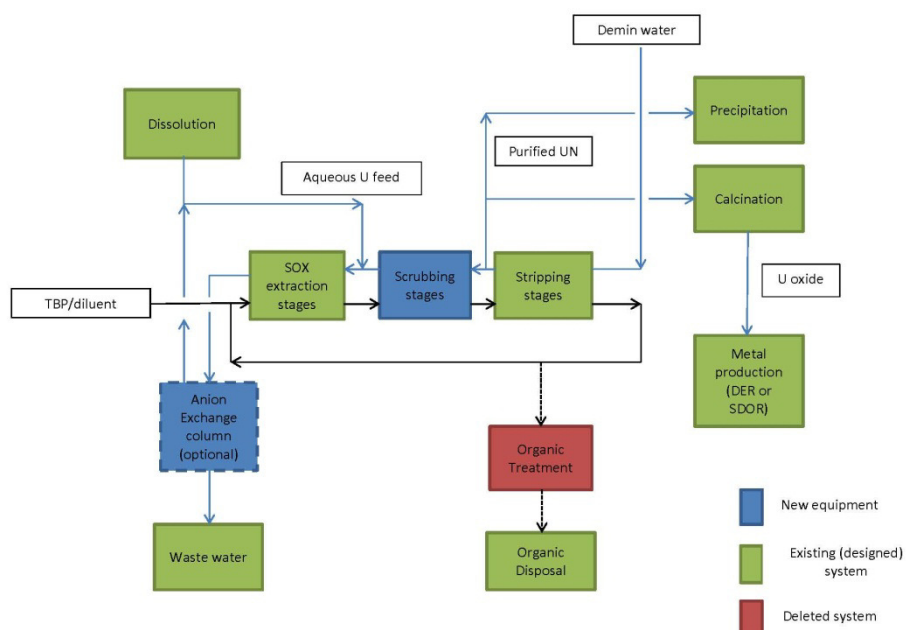 Demin water
Dissolution
Precipitation
Purified UN
Aqueous U feed
Calcination
SOX
extraction
stages
Scrubbing
stages
Stripping
stages
TBP/diluent
U oxide
Metal
production
(DER or
SDOR)
Anion
Exchange
column
(optional)
Organic
Treatment
New equipment
Waste water
Organic
Disposal
Existing (designed)
system
Deleted system